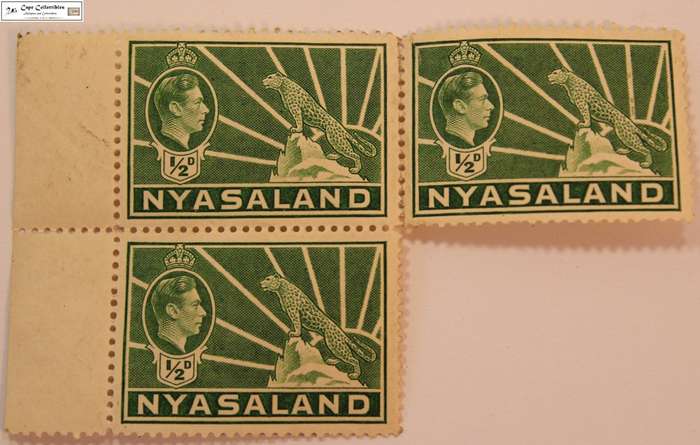 Cape Collectibles
½D
NYASALAND
½D
NYASALAND
½D
NYASALAND